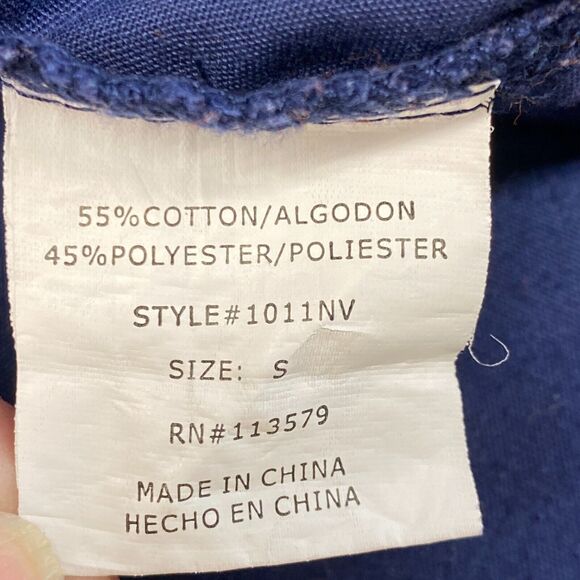 55%COTTON/ALGODON
45%POLYESTER/POLIESTER
STYLE#1011NV
SIZE: S
RN#113579
MADE IN CHINA
HECHO EN CHINA